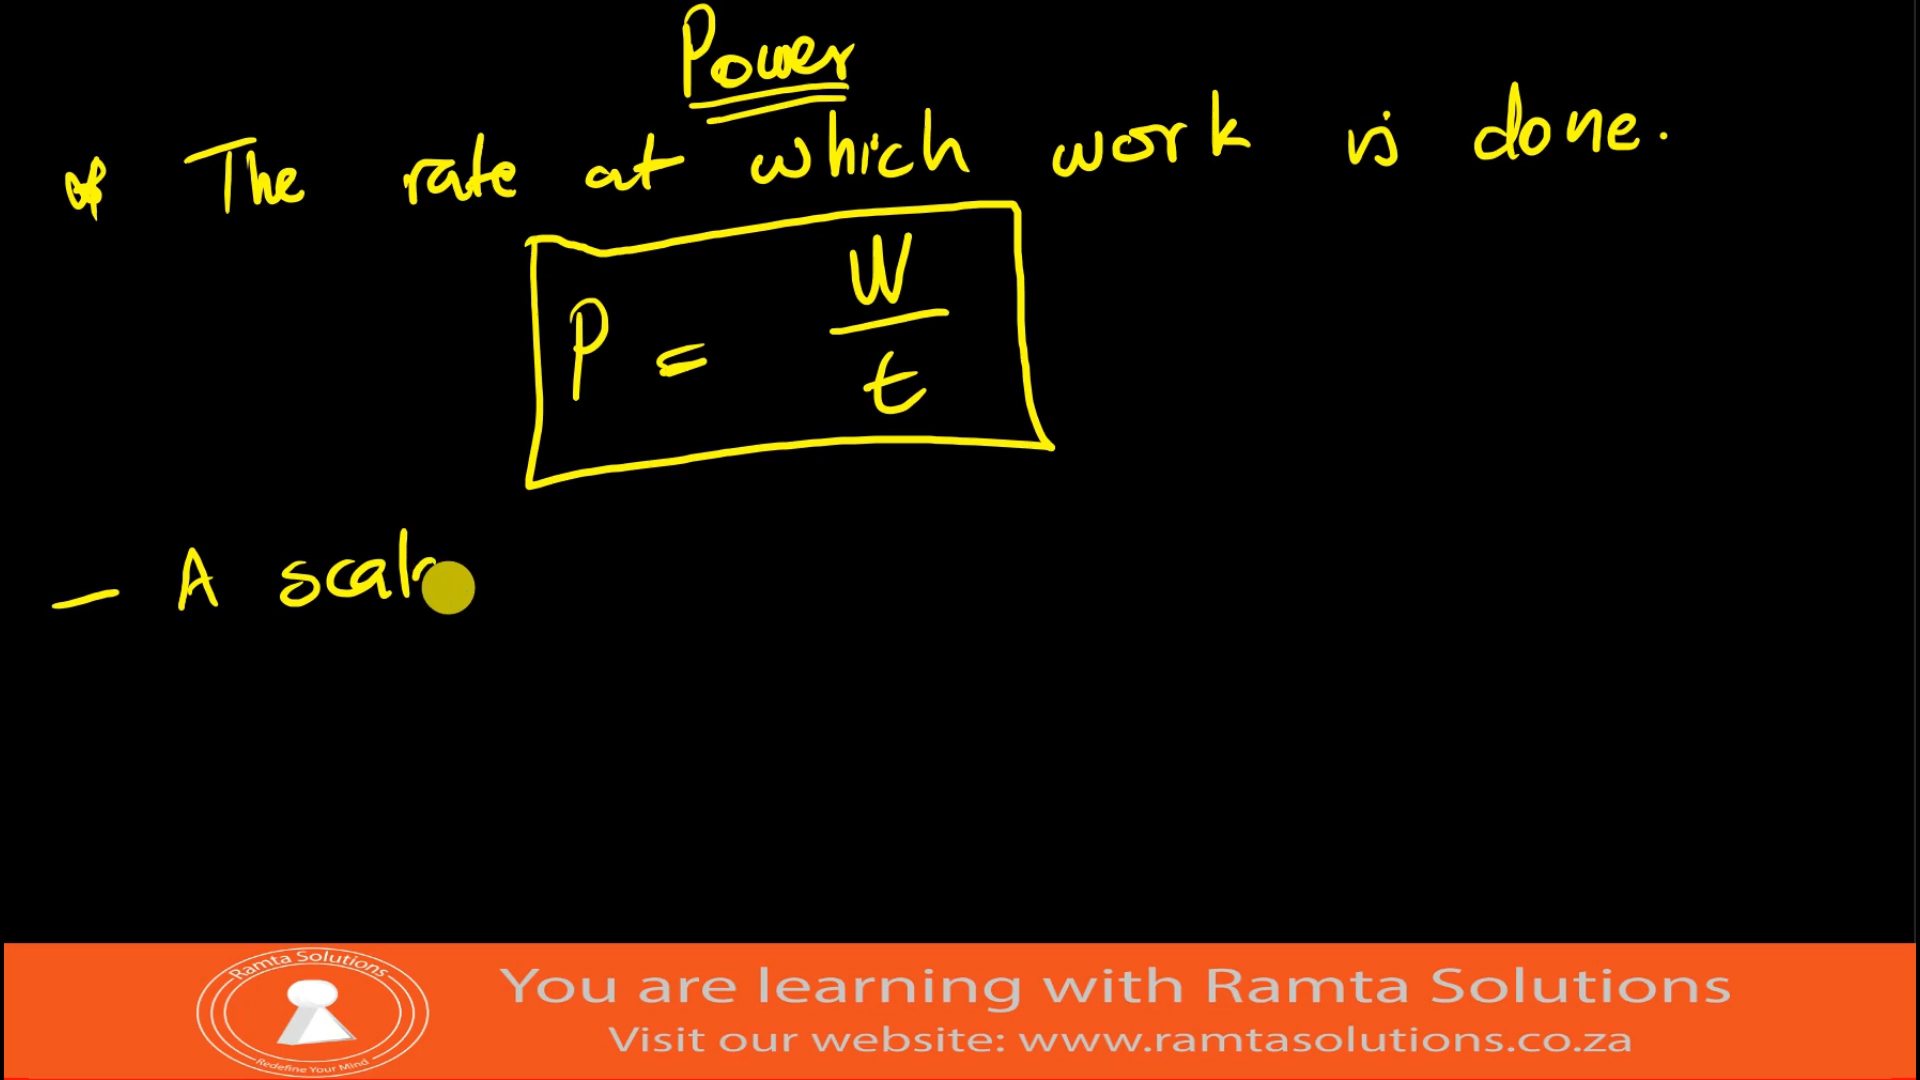 Power
* The rate at which work is done.
P = W
t
- A scala
Ramta Solutions
Redefine Your Mind
You are learning with Ramta Solutions
Visit our website: www.ramtasolutions.co.za